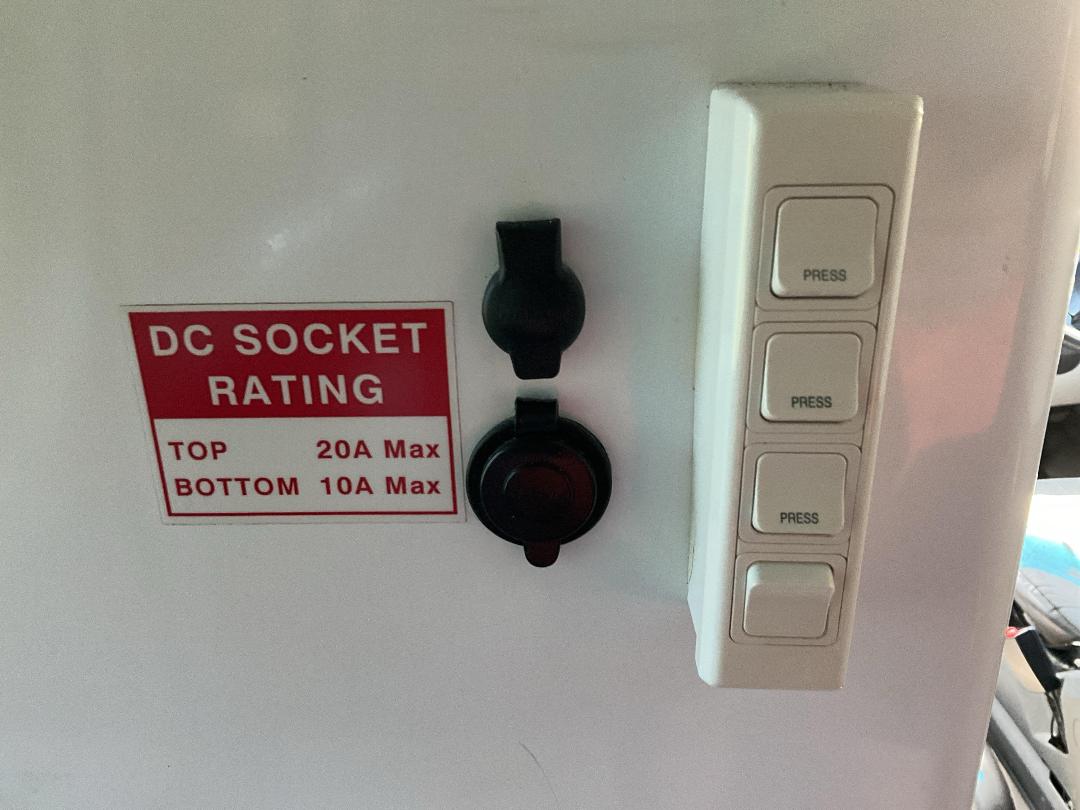 DC SOCKET
RATING
TOP 20A Max
BOTTOM 10A Max
PRESS
PRESS
PRESS